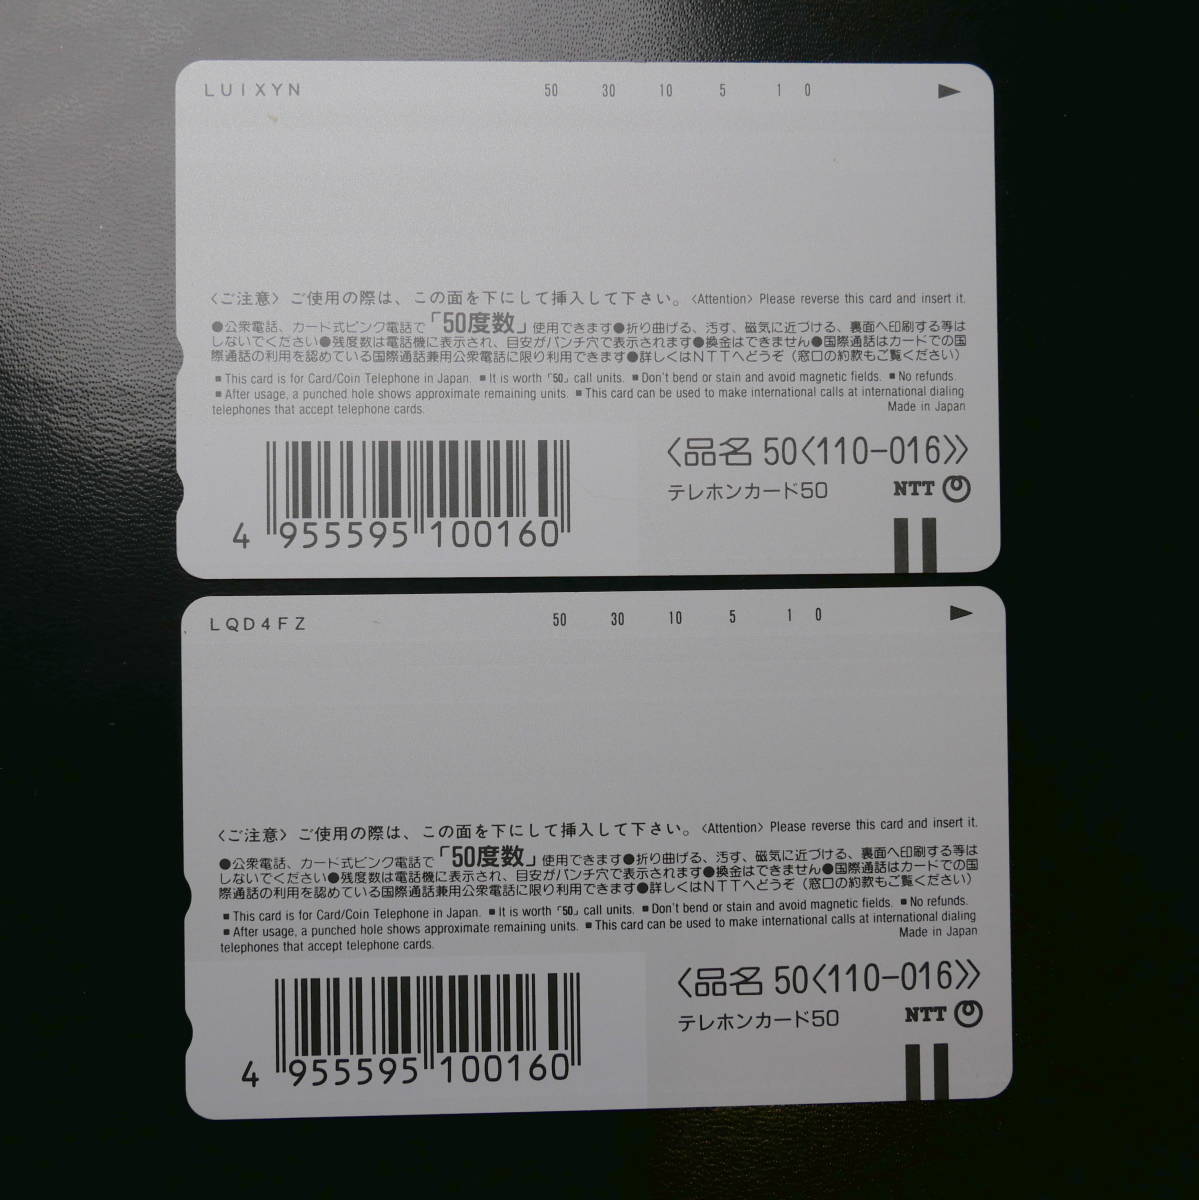 LUIXYN 50 30 10 5 1 0 ▶
〈ご注意〉ご使用の際は、この面を下にして挿入して下さい。〈Attention〉Please reverse this card and insert it.
●公衆電話、カード式ピンク電話で「50度数」使用できます●折り曲げる、汚す、磁気に近づける、裏面へ印刷する等は
しないでください●残度数は電話機に表示され、目安がパンチ穴で表示されます●換金はできません●国際通話はカードでの国
際通話の利用を認めている国際通話兼用公衆電話に限り利用できます●詳しくはNTTへどうぞ（窓口の約款もご覧ください）
■This card is for Card/Coin Telephone in Japan. ■It is worth「50」call units. ■Don't bend or stain and avoid magnetic fields. ■No refunds.
■After usage, a punched hole shows approximate remaining units. ■This card can be used to make international calls at international dialing
telephones that accept telephone cards. Made in Japan
〈品名 50〈110-016〉〉
テレホンカード50 NTT
4 955595 100160
LQD4FZ 50 30 10 5 1 0 ▶
〈ご注意〉ご使用の際は、この面を下にして挿入して下さい。〈Attention〉Please reverse this card and insert it.
●公衆電話、カード式ピンク電話で「50度数」使用できます●折り曲げる、汚す、磁気に近づける、裏面へ印刷する等は
しないでください●残度数は電話機に表示され、目安がパンチ穴で表示されます●換金はできません●国際通話はカードでの国
際通話の利用を認めている国際通話兼用公衆電話に限り利用できます●詳しくはNTTへどうぞ（窓口の約款もご覧ください）
■This card is for Card/Coin Telephone in Japan. ■It is worth「50」call units. ■Don't bend or stain and avoid magnetic fields. ■No refunds.
■After usage, a punched hole shows approximate remaining units. ■This card can be used to make international calls at international dialing
telephones that accept telephone cards. Made in Japan
〈品名 50〈110-016〉〉
テレホンカード50 NTT
4 955595 100160